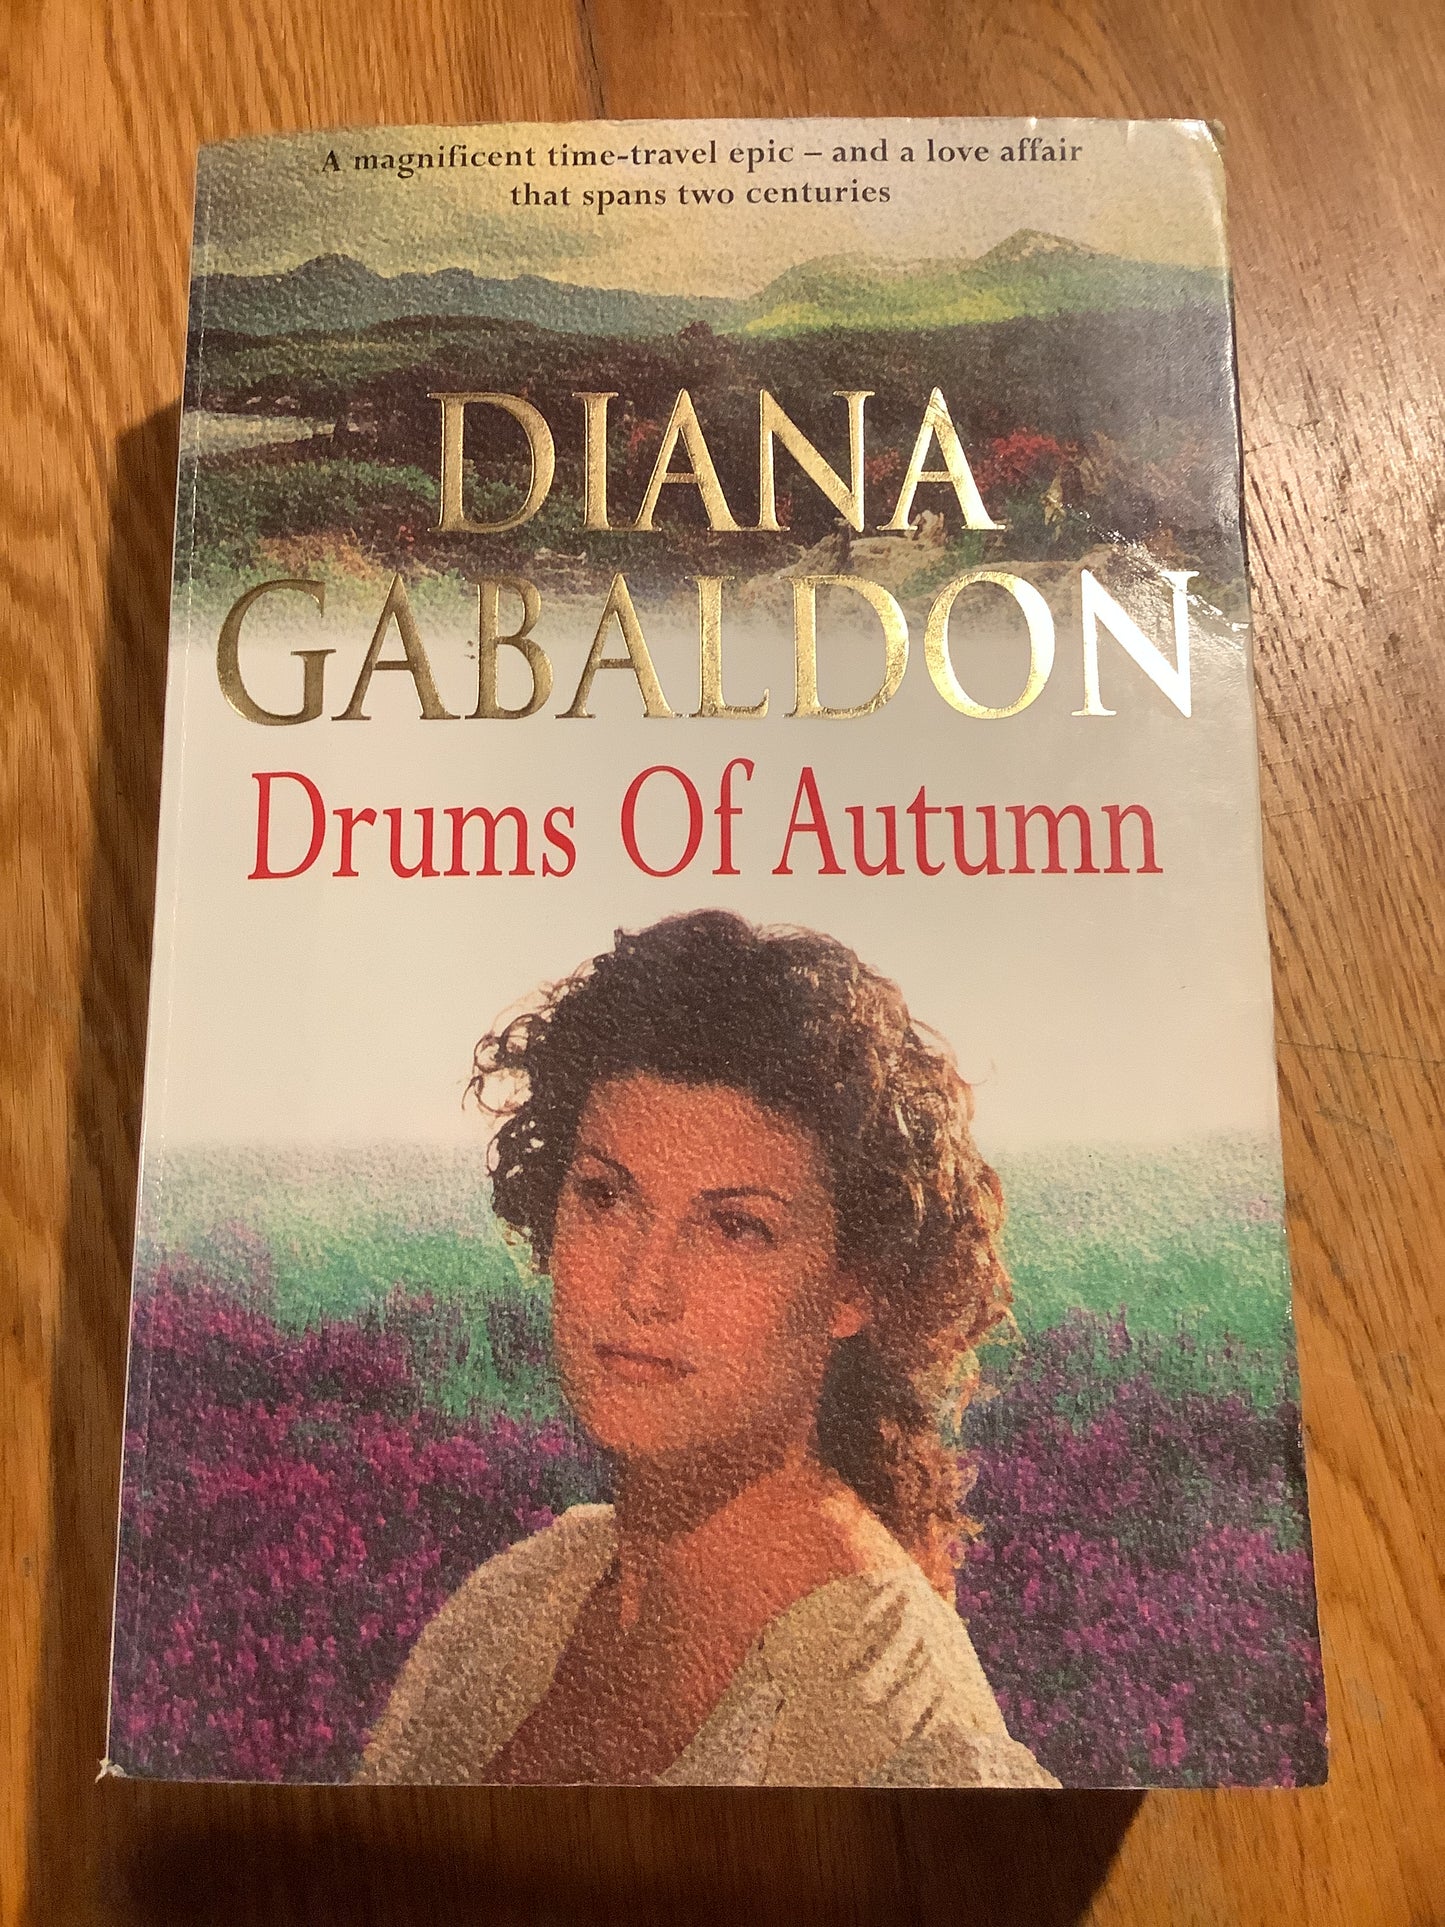 A magnificent time-travel epic – and a love affair
that spans two centuries
DIANA
GABALDON
Drums Of Autumn